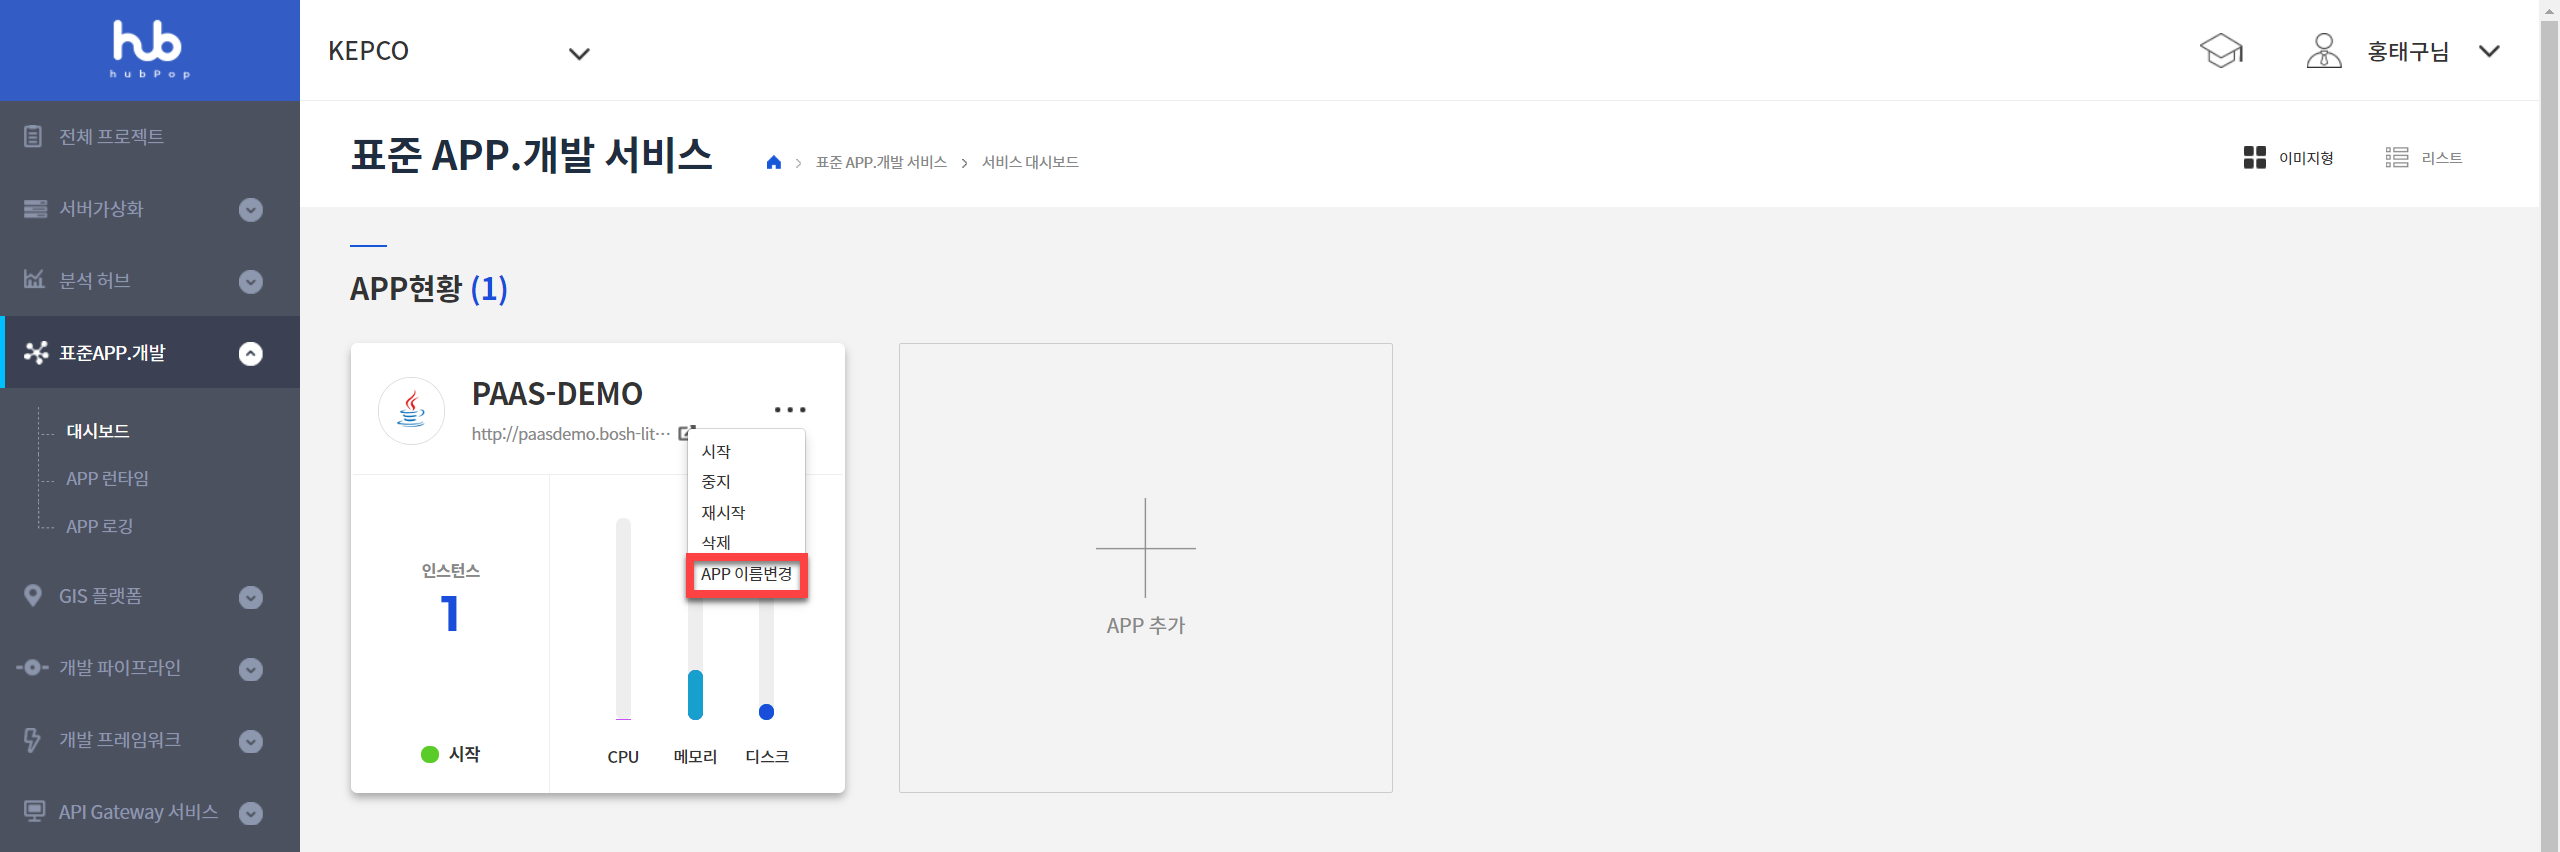 hub
hubPop
KEPCO
홍태구님
전체 프로젝트
서버가상화
분석 허브
표준APP.개발
대시보드
APP 런타임
APP 로깅
GIS 플랫폼
개발 파이프라인
개발 프레임워크
API Gateway 서비스
표준 APP.개발 서비스
표준 APP.개발 서비스 > 서비스 대시보드
이미지형
리스트
APP현황 (1)
PAAS-DEMO
http://paasdemo.bosh-lit···
시작
중지
재시작
삭제
APP 이름변경
인스턴스
1
시작
CPU
메모리
디스크
APP 추가